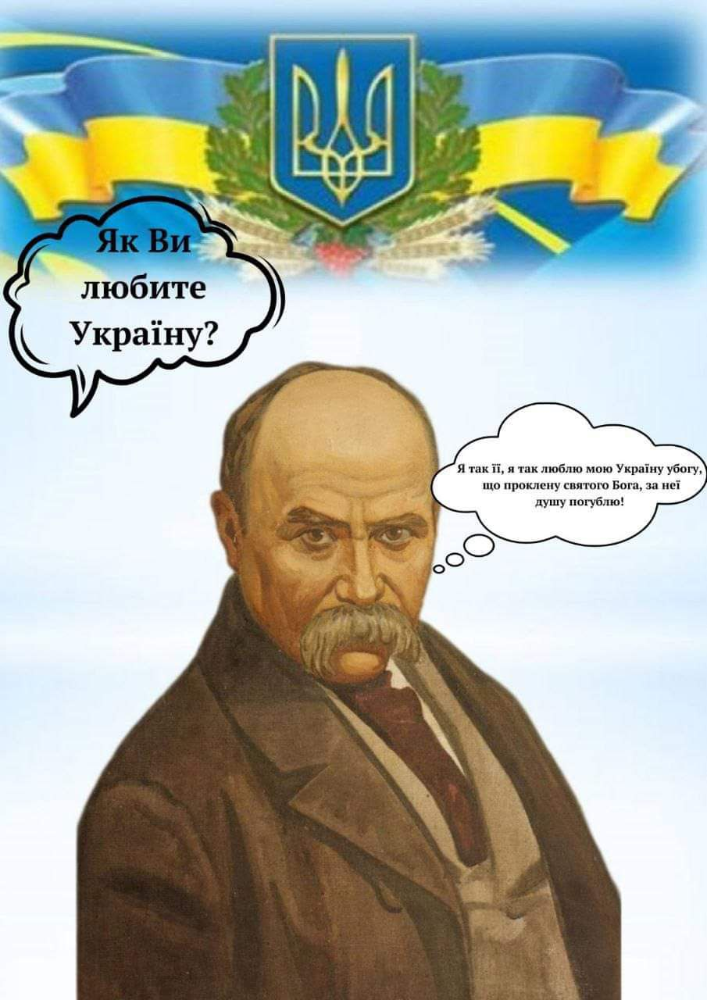 Як Ви
любите
Україну?
Я так її, я так люблю мою Україну убогу,
що проклену святого Бога, за неї
душу погублю!